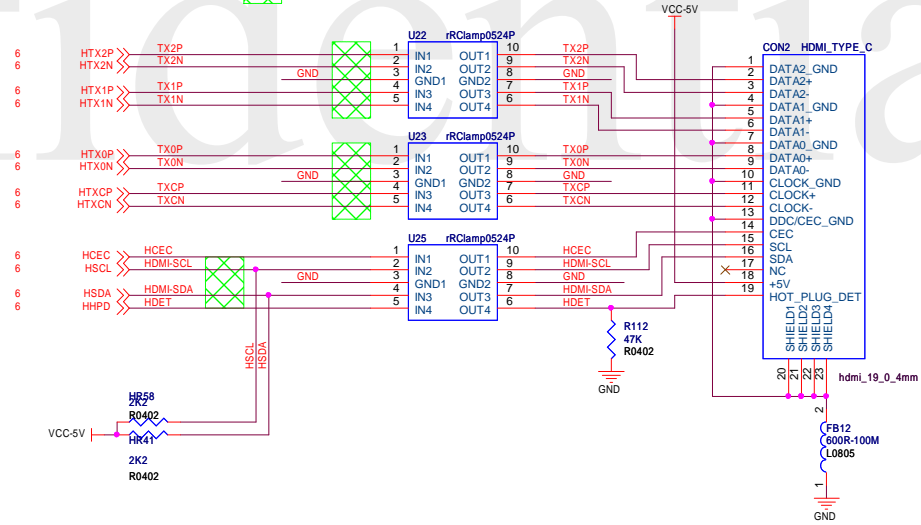 identia
VCC-5V
U22 rRClamp0524P
CON2 HDMI_TYPE_C
6 HTX2P TX2P 1 IN1 OUT1 10 TX2P
6 HTX2N TX2N 2 IN2 OUT2 9 TX2N
GND 3 GND1 GND2 8 GND
6 HTX1P TX1P 4 IN3 OUT3 7 TX1P
6 HTX1N TX1N 5 IN4 OUT4 6 TX1N
U23 rRClamp0524P
6 HTX0P TX0P 1 IN1 OUT1 10 TX0P
6 HTX0N TX0N 2 IN2 OUT2 9 TX0N
GND 3 GND1 GND2 8 GND
6 HTXCP TXCP 4 IN3 OUT3 7 TXCP
6 HTXCN TXCN 5 IN4 OUT4 6 TXCN
U25 rRClamp0524P
6 HCEC HCEC 1 IN1 OUT1 10 HCEC
6 HSCL HDMI-SCL 2 IN2 OUT2 9 HDMI-SCL
GND 3 GND1 GND2 8 GND
6 HSDA HDMI-SDA 4 IN3 OUT3 7 HDMI-SDA
6 HHPD HDET 5 IN4 OUT4 6 HDET
1 DATA2_GND
2 DATA2+
3 DATA2-
4 DATA1_GND
5 DATA1+
6 DATA1-
7 DATA0_GND
8 DATA0+
9 DATA0-
10 CLOCK_GND
11 CLOCK+
12 CLOCK-
13 DDC/CEC_GND
14 CEC
15 SCL
16 SDA
17 NC
18 +5V
19 HOT_PLUG_DET
SHIELD1
SHIELD2
SHIELD3
SHIELD4
20
21
22
23
hdmi_19_0_4mm
R112
47K
R0402
GND
HSCL
HSDA
HR58
2K2
R0402
VCC-5V
HR41
2K2
R0402
2
FB12
600R-100M
L0805
1
GND